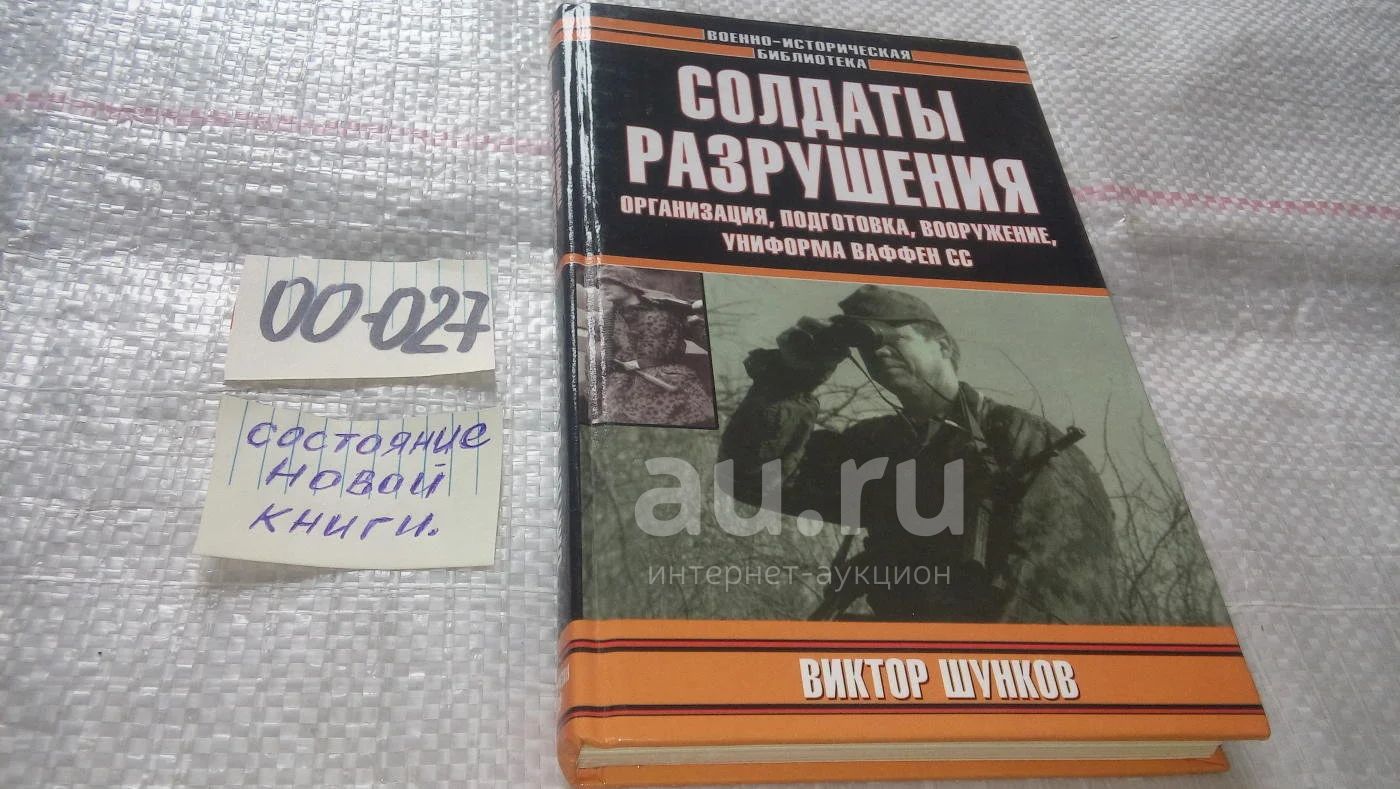 ВОЕННО-ИСТОРИЧЕСКАЯ
БИБЛИОТЕКА
СОЛДАТЫ
РАЗРУШЕНИЯ
ОРГАНИЗАЦИЯ, ПОДГОТОВКА, ВООРУЖЕНИЕ,
УНИФОРМА ВАФФЕН СС
00-027
состояние
новой
книги.
au.ru
интернет-аукцион
ВИКТОР ШУНКОВ